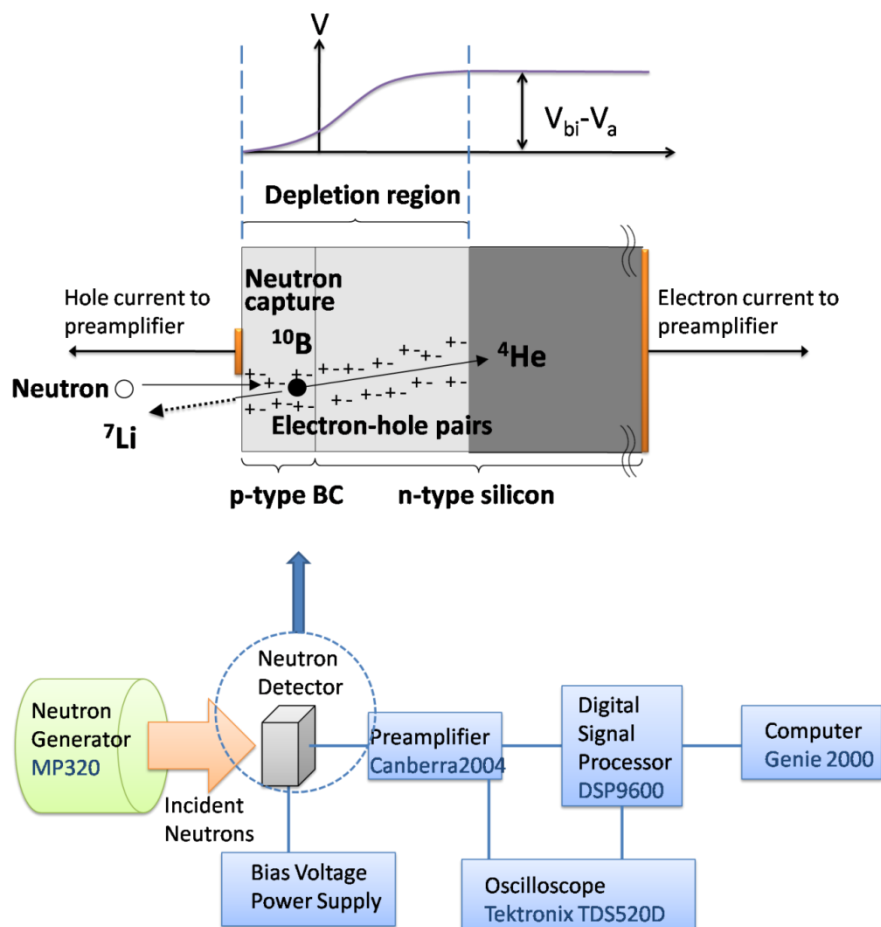 V
Vbi-Va
Depletion region
Neutron
capture
Hole current to
preamplifier
Electron current to
preamplifier
10B
4He
+- +- +- +- +- +- +-
+- +- +-
Neutron
+- +- +- +- +- +- +-
7Li
Electron-hole pairs
p-type BC
n-type silicon
Neutron
Detector
Neutron
Generator
MP320
Incident
Neutrons
Preamplifier
Canberra2004
Digital
Signal
Processor
DSP9600
Computer
Genie 2000
Bias Voltage
Power Supply
Oscilloscope
Tektronix TDS520D